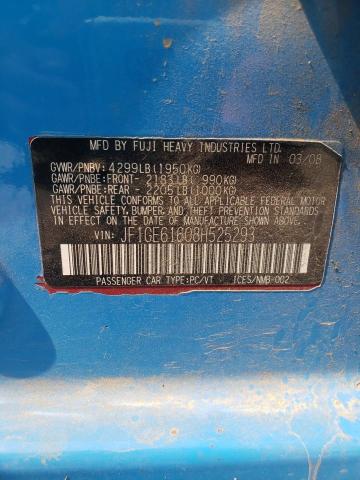 MFD BY FUJI HEAVY INDUSTRIES LTD.
MFD IN 03/08
GVWR/PNBV: 4299LB(1950KG)
GAWR/PNBE:FRONT- 2183LB( 990KG)
GAWR/PNBE:REAR - 2205LB(1000KG)
THIS VEHICLE CONFORMS TO ALL APPLICABLE
FEDERAL MOTOR VEHICLE SAFETY, BUMPER,
AND THEFT PREVENTION STANDARDS IN EFFECT
ON THE DATE OF MANUFACTURE SHOWN ABOVE.
VIN: JF1GE61608H525293
PASSENGER CAR TYPE:PC/VT ICES/NMB-002